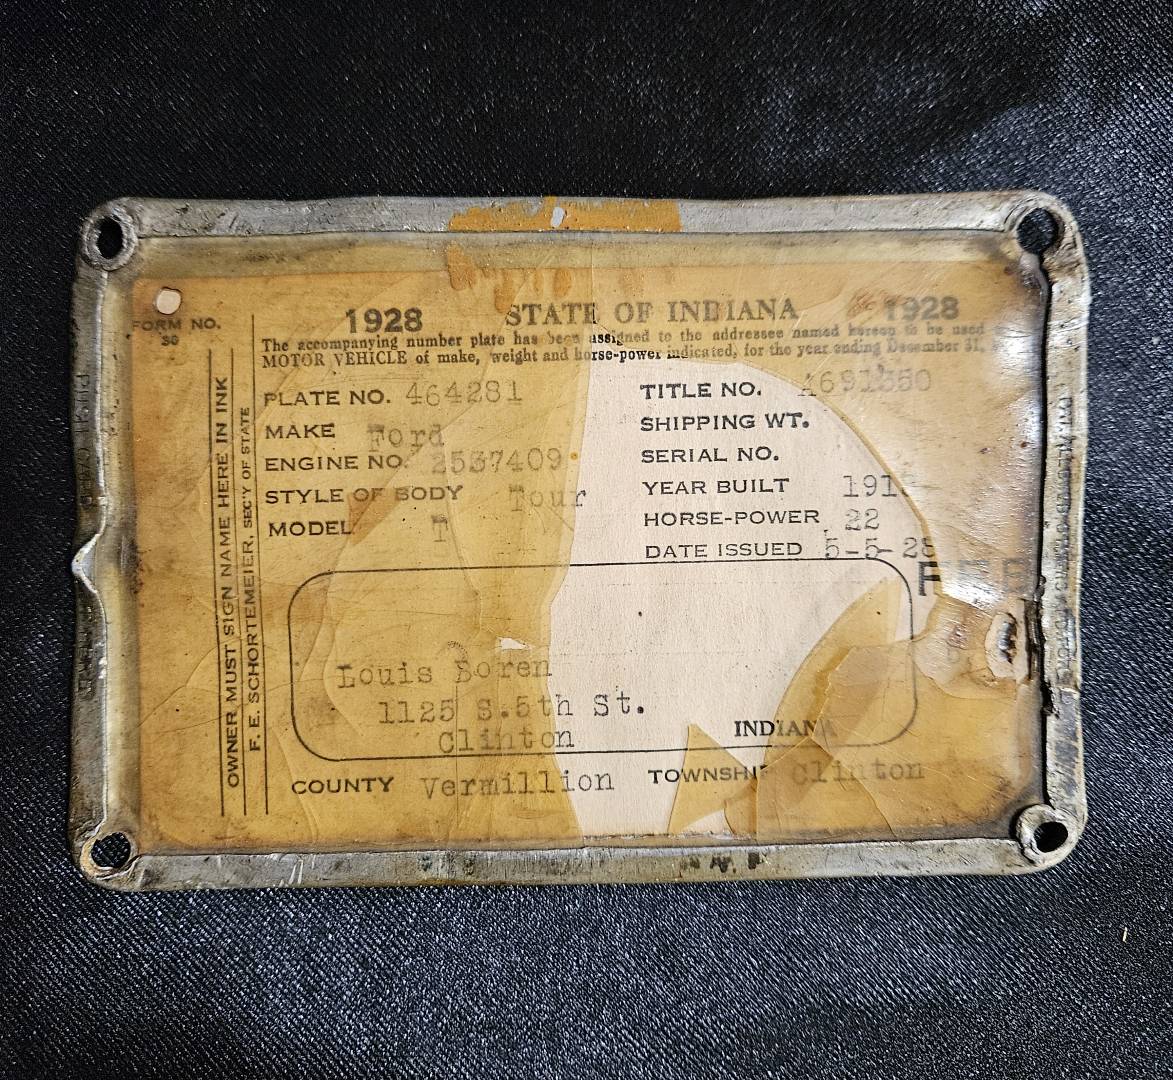 FORM NO.
30
1928 STATE OF INDIANA 1928
The accompanying number plate has been assigned to the addressee named hereon to be used
MOTOR VEHICLE of make, weight and horse-power indicated, for the year ending December 31,
PLATE NO. 464281
MAKE Ford
ENGINE NO. 2537409
STYLE OF BODY Tour
MODEL T
TITLE NO.
SHIPPING WT.
SERIAL NO.
YEAR BUILT
HORSE-POWER 22
DATE ISSUED 5-5-28
Louis Boren
1125 S.5th St.
Clinton
INDIANA
COUNTY Vermillion TOWNSHIP Clinton
OWNER MUST SIGN NAME HERE IN INK
F. E. SCHORTEMEIER, SEC'Y OF STATE